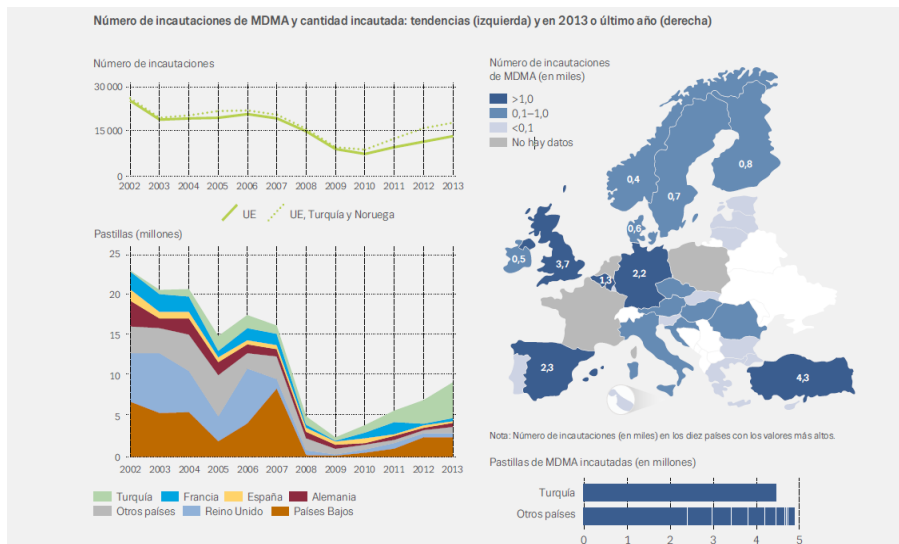 Número de incautaciones de MDMA y cantidad incautada: tendencias (izquierda) y en 2013 o último año (derecha)
Número de incautaciones
30 000
15 000
0
2002 2003 2004 2005 2006 2007 2008 2009 2010 2011 2012 2013
UE UE, Turquía y Noruega
Pastillas (millones)
25
20
15
10
5
0
2002 2003 2004 2005 2006 2007 2008 2009 2010 2011 2012 2013
Turquía Francia España Alemania
Otros países Reino Unido Países Bajos
Número de incautaciones
de MDMA (en miles)
>1,0
0,1–1,0
<0,1
No hay datos
0,8
0,4
0,7
0,6
0,5
3,7
1,3
2,2
2,3
4,3
Nota: Número de incautaciones (en miles) en los diez países con los valores más altos.
Pastillas de MDMA incautadas (en millones)
Turquía
Otros países
0 1 2 3 4 5